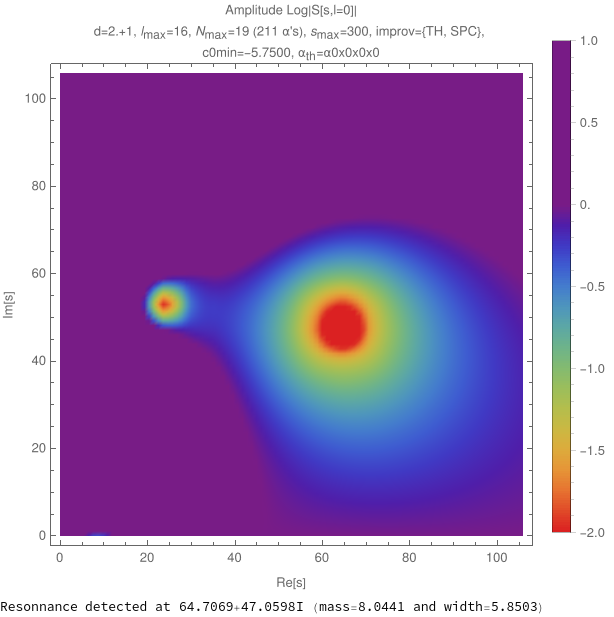 Amplitude Log|S[s,l=0]|
d=2.+1, lmax=16, Nmax=19 (211 α's), smax=300, improv={TH, SPC},
c0min=−5.7500, αth=α0x0x0x0
100
80
60
40
20
0
Im[s]
0 20 40 60 80 100
Re[s]
1.0
0.5
0.
−0.5
−1.0
−1.5
−2.0
Resonnance detected at 64.7069+47.0598I (mass=8.0441 and width=5.8503)